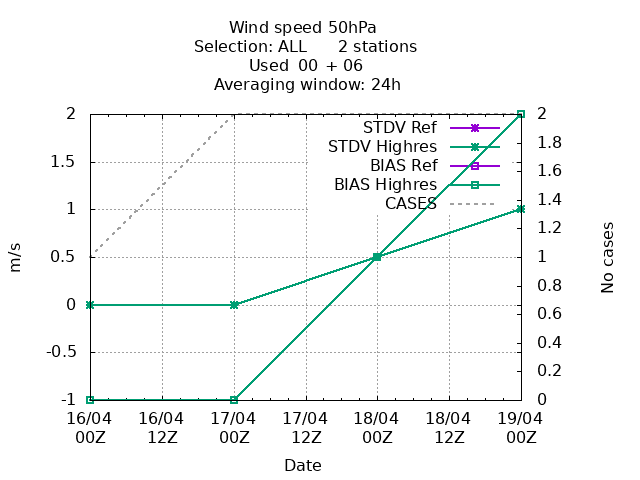 Wind speed 50hPa
Selection: ALL 2 stations
Used 00 + 06
Averaging window: 24h
STDV Ref
STDV Highres
BIAS Ref
BIAS Highres
CASES
m/s
2
1.5
1
0.5
0
-0.5
-1
No cases
2
1.8
1.6
1.4
1.2
1
0.8
0.6
0.4
0.2
0
16/04 16/04 17/04 17/04 18/04 18/04 19/04
00Z 12Z 00Z 12Z 00Z 12Z 00Z
Date